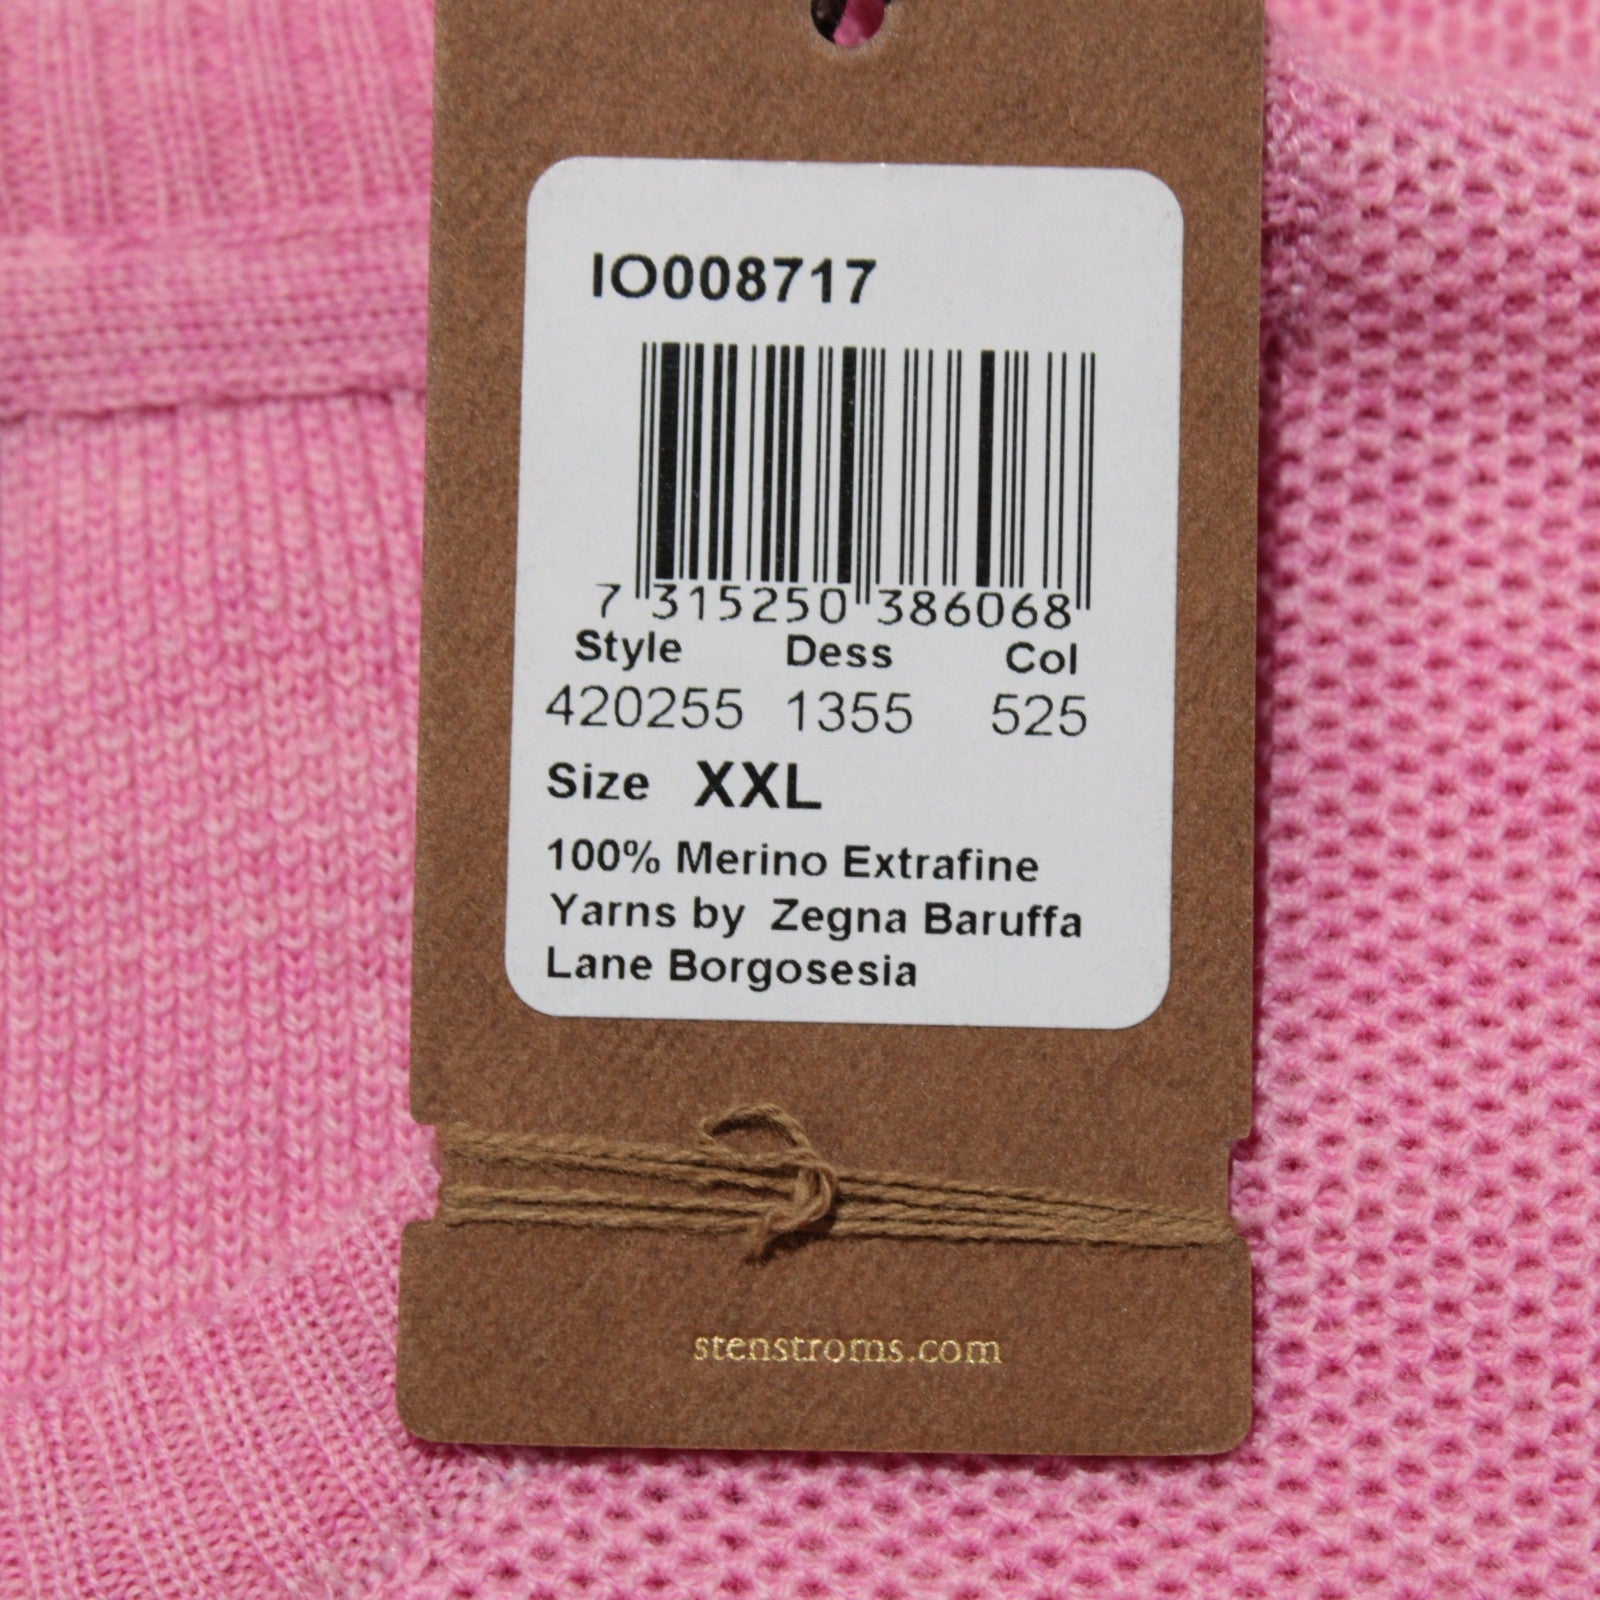 IO008717
7 315250 386068
Style Dess Col
420255 1355 525
Size XXL
100% Merino Extrafine
Yarns by Zegna Baruffa
Lane Borgosesia
stenstroms.com